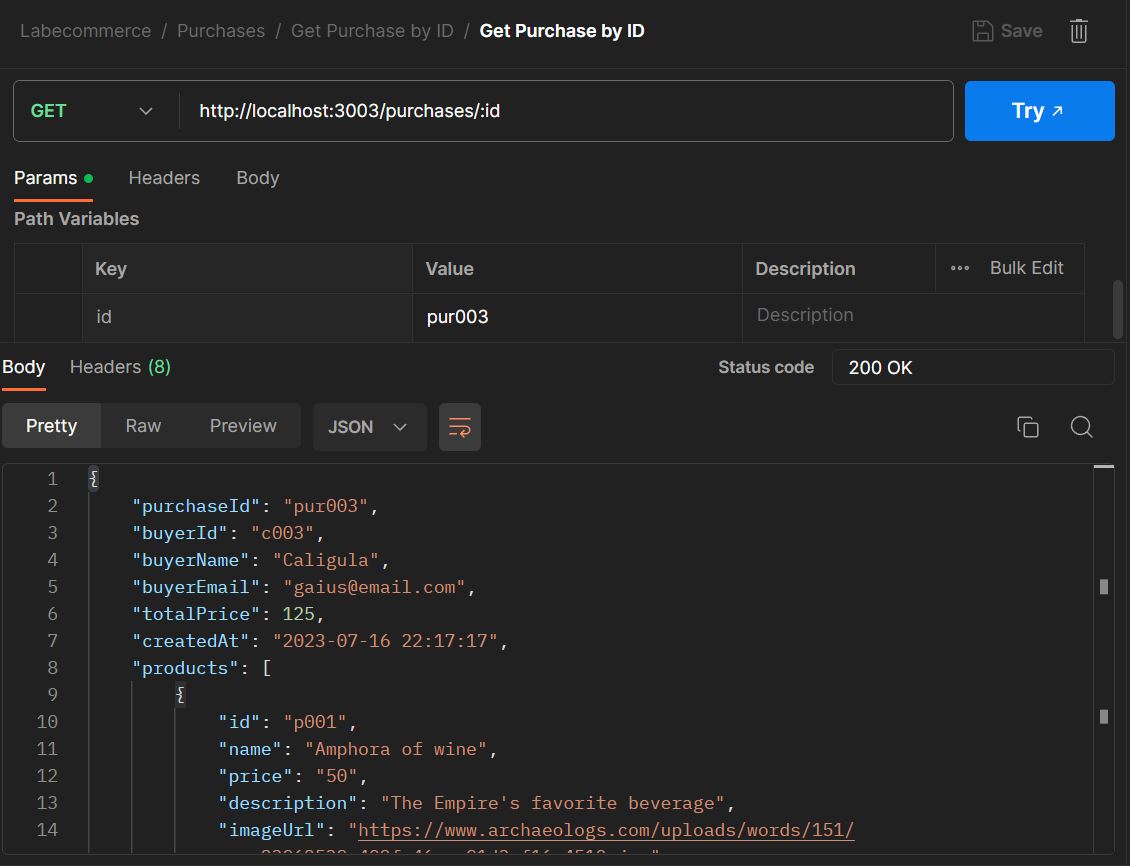 Labecommerce / Purchases / Get Purchase by ID / Get Purchase by ID Save
GET http://localhost:3003/purchases/:id Try ↗
Params Headers Body
Path Variables
Key Value Description ••• Bulk Edit
id pur003 Description
Body Headers (8) Status code 200 OK
Pretty Raw Preview JSON
1 {
2 "purchaseId": "pur003",
3 "buyerId": "c003",
4 "buyerName": "Caligula",
5 "buyerEmail": "gaius@email.com",
6 "totalPrice": 125,
7 "createdAt": "2023-07-16 22:17:17",
8 "products": [
9 {
10 "id": "p001",
11 "name": "Amphora of wine",
12 "price": "50",
13 "description": "The Empire's favorite beverage",
14 "imageUrl": "https://www.archaeologs.com/uploads/words/151/